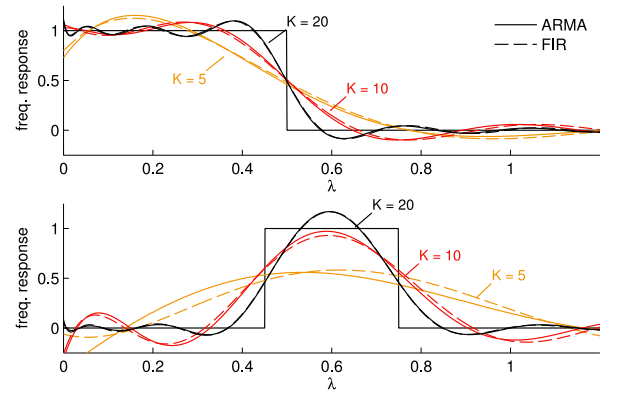 K = 20
ARMA
FIR
1
K = 5
K = 10
0.5
0
freq. response
0 0.2 0.4 0.6 0.8 1
λ
K = 20
1
K = 10
K = 5
0.5
0
freq. response
0 0.2 0.4 0.6 0.8 1
λ